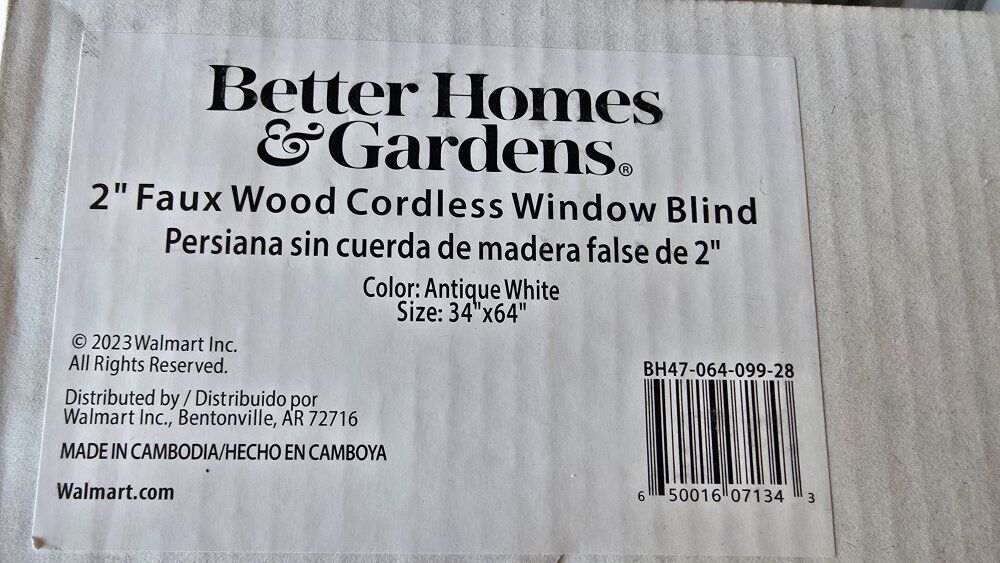 Better Homes
& Gardens®
2" Faux Wood Cordless Window Blind
Persiana sin cuerda de madera false de 2"
Color: Antique White
Size: 34"x64"
© 2023 Walmart Inc.
All Rights Reserved.
Distributed by / Distribuido por
Walmart Inc., Bentonville, AR 72716
MADE IN CAMBODIA/HECHO EN CAMBOYA
Walmart.com
BH47-064-099-28
6 50016 07134 3